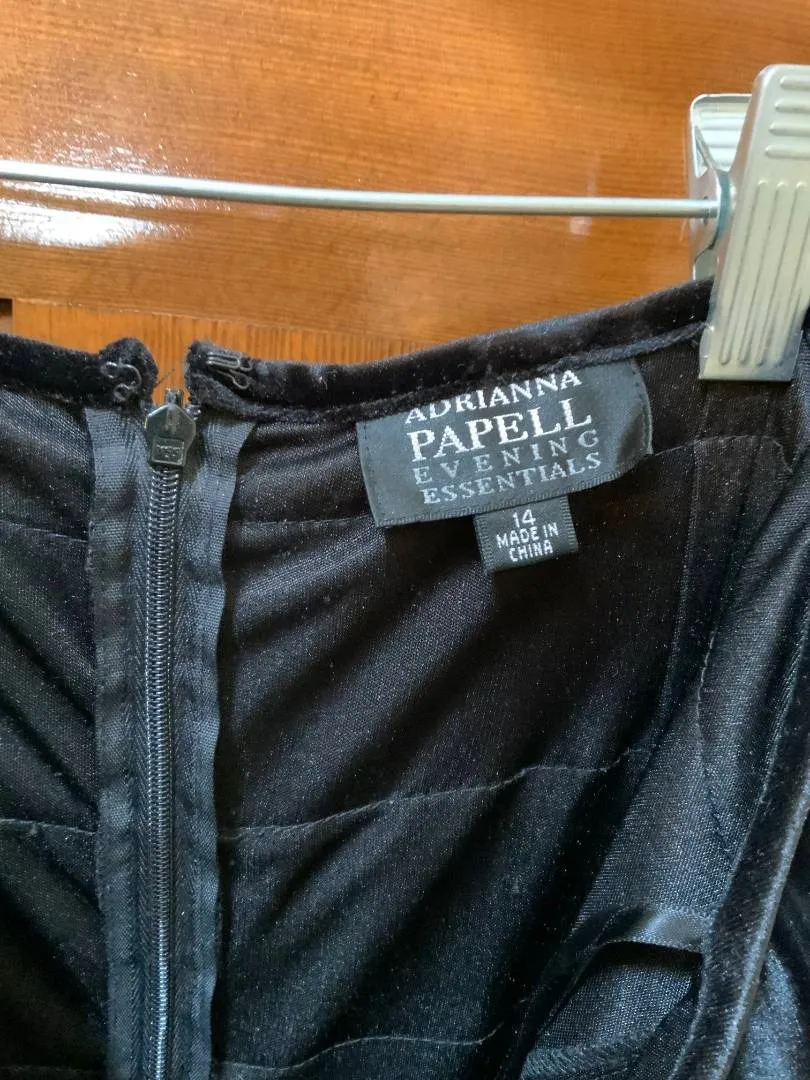 ADRIANNA
PAPELL
EVENING
ESSENTIALS
14
MADE IN
CHINA